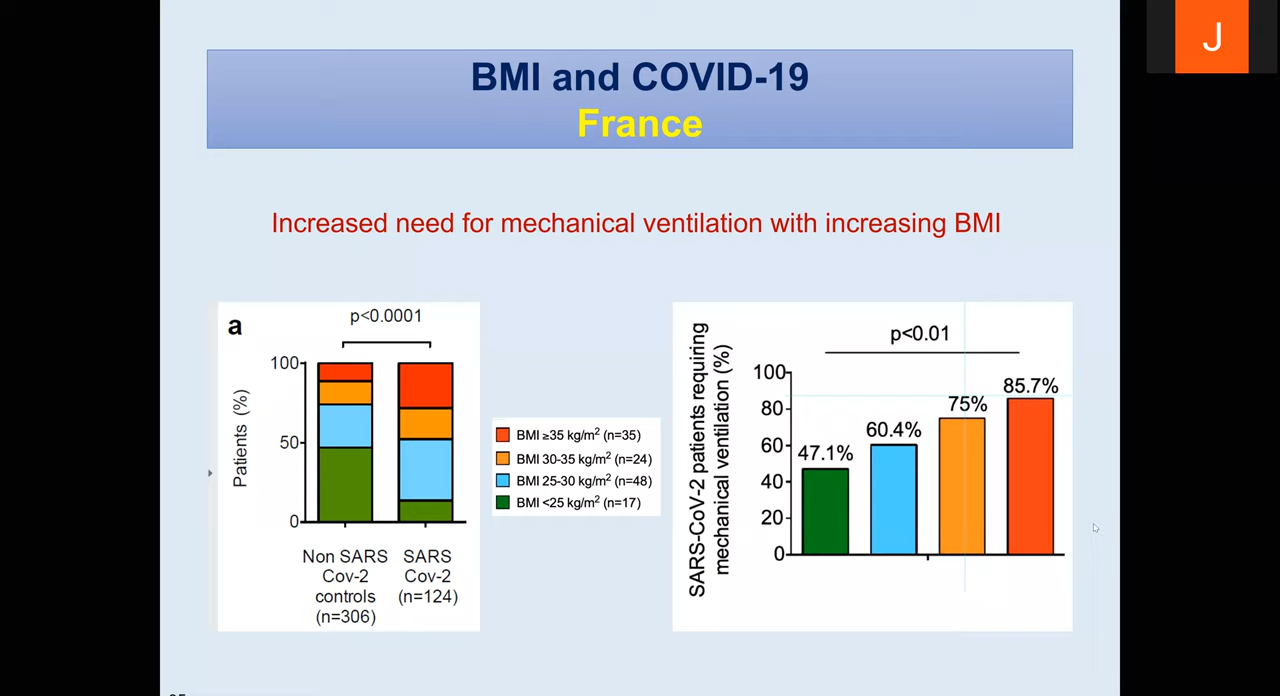 J
BMI and COVID-19
France
Increased need for mechanical ventilation with increasing BMI
a
p<0.0001
Patients (%)
100
50
0
Non SARS
Cov-2
controls
(n=306)
SARS
Cov-2
(n=124)
BMI ≥35 kg/m² (n=35)
BMI 30-35 kg/m² (n=24)
BMI 25-30 kg/m² (n=48)
BMI <25 kg/m² (n=17)
SARS-CoV-2 patients requiring
mechanical ventilation (%)
p<0.01
100
80
60
40
20
0
47.1%
60.4%
75%
85.7%